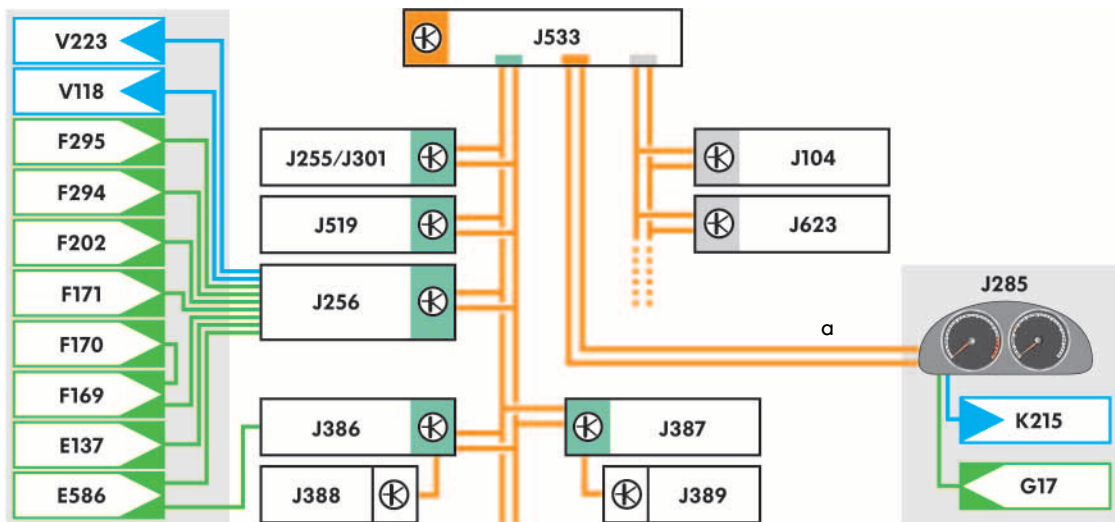 V223
V118
F295
F294
F202
F171
F170
F169
E137
E586
J533
J255/J301
J519
J256
J386
J388
J387
J389
J104
J623
a
J285
K215
G17